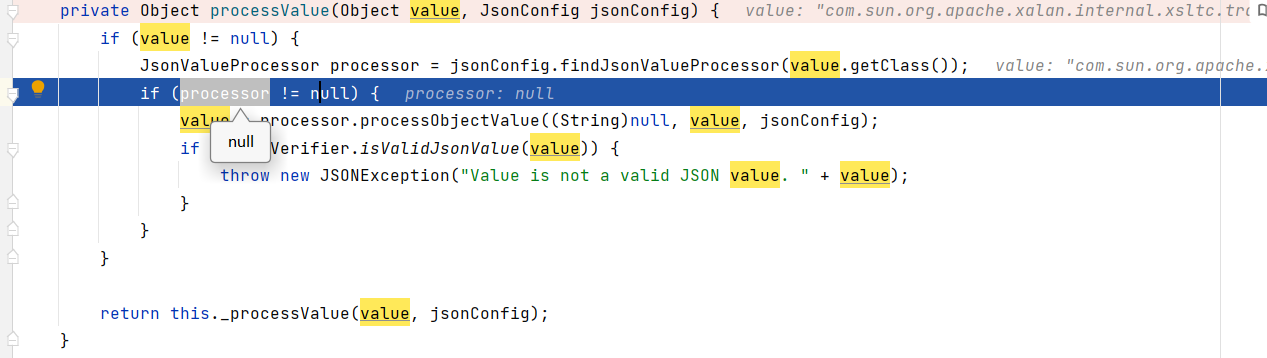 private Object processValue(Object value, JsonConfig jsonConfig) { value: "com.sun.org.apache.xalan.internal.xsltc.tra
if (value != null) {
JsonValueProcessor processor = jsonConfig.findJsonValueProcessor(value.getClass()); value: "com.sun.org.apache.
if (processor != null) { processor: null
value processor.processObjectValue((String)null, value, jsonConfig);
null
if Verifier.isValidJsonValue(value)) {
throw new JSONException("Value is not a valid JSON value. " + value);
}
}
}
return this._processValue(value, jsonConfig);
}